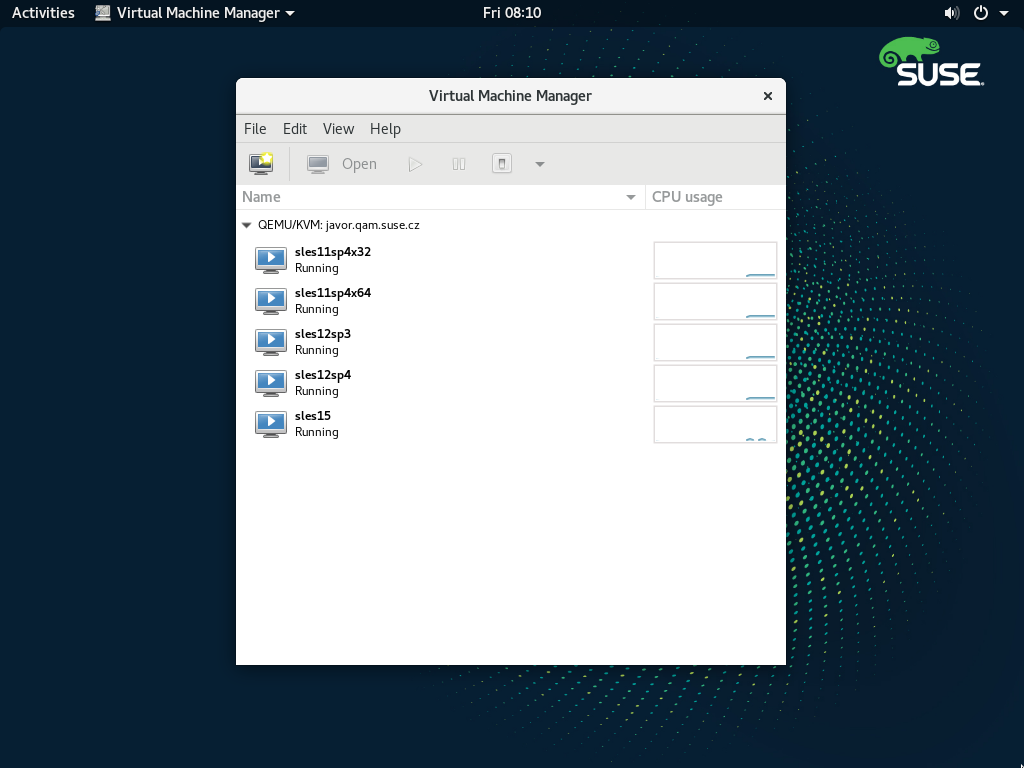 Activities Virtual Machine Manager Fri 08:10
SUSE
Virtual Machine Manager
File Edit View Help
Open
Name CPU usage
QEMU/KVM: javor.qam.suse.cz
sles11sp4x32
Running
sles11sp4x64
Running
sles12sp3
Running
sles12sp4
Running
sles15
Running